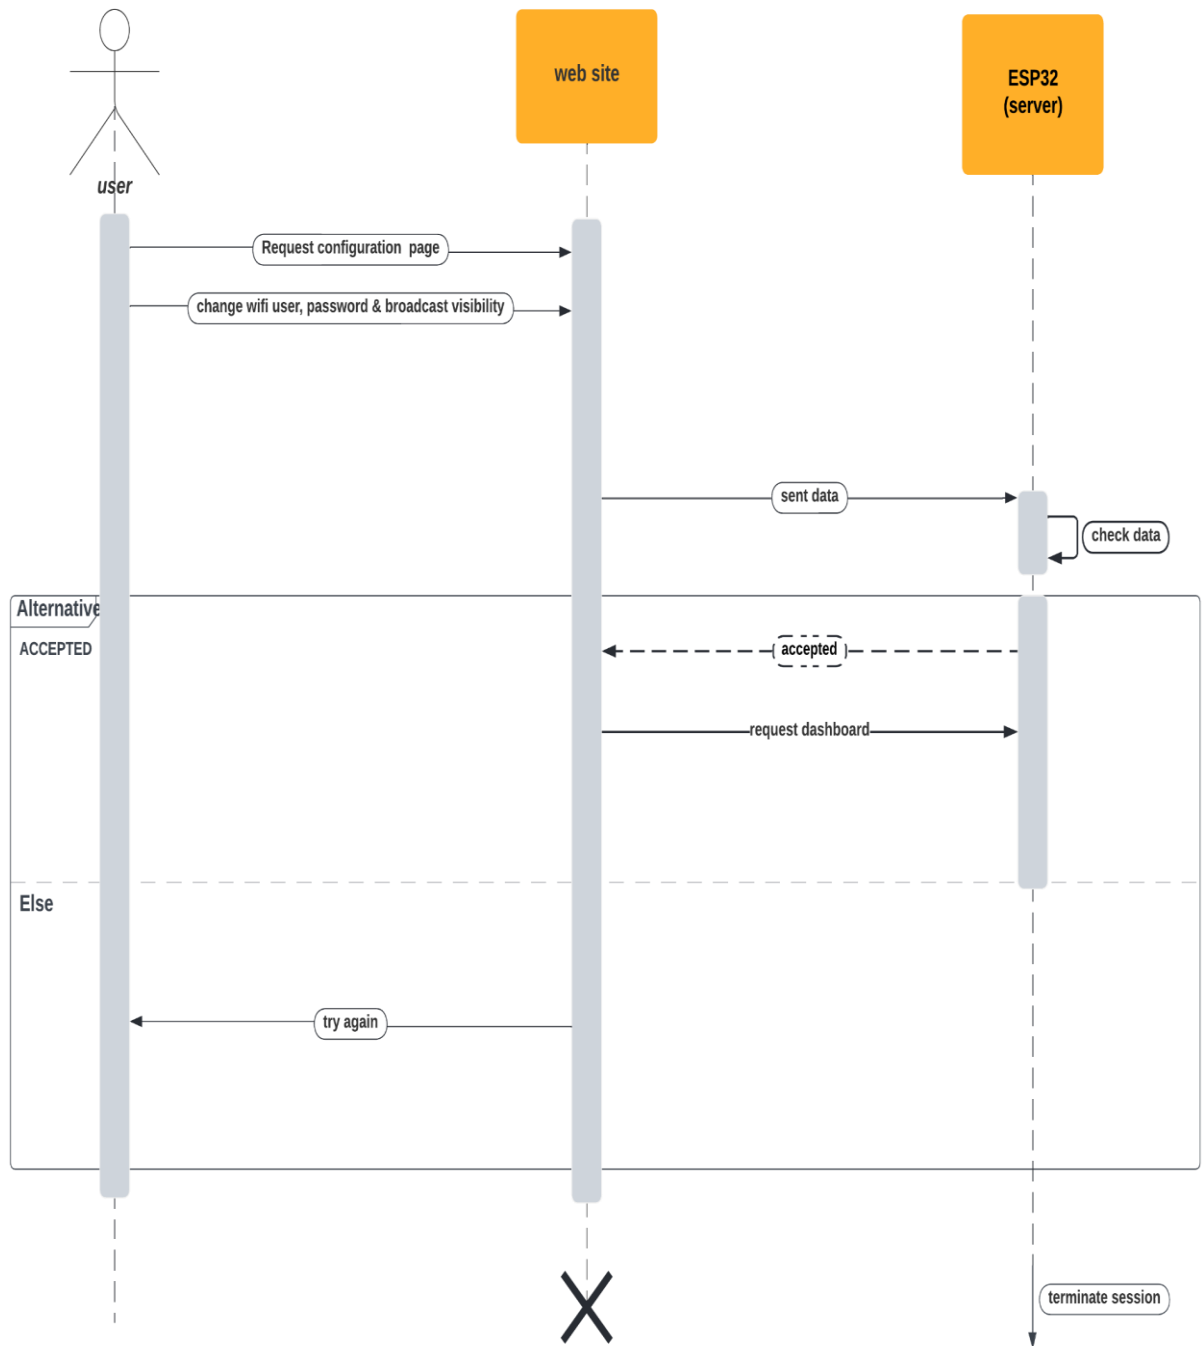 web site
ESP32
(server)
user
Request configuration page
change wifi user, password & broadcast visibility
sent data
check data
Alternative
ACCEPTED
accepted
request dashboard
Else
try again
terminate session